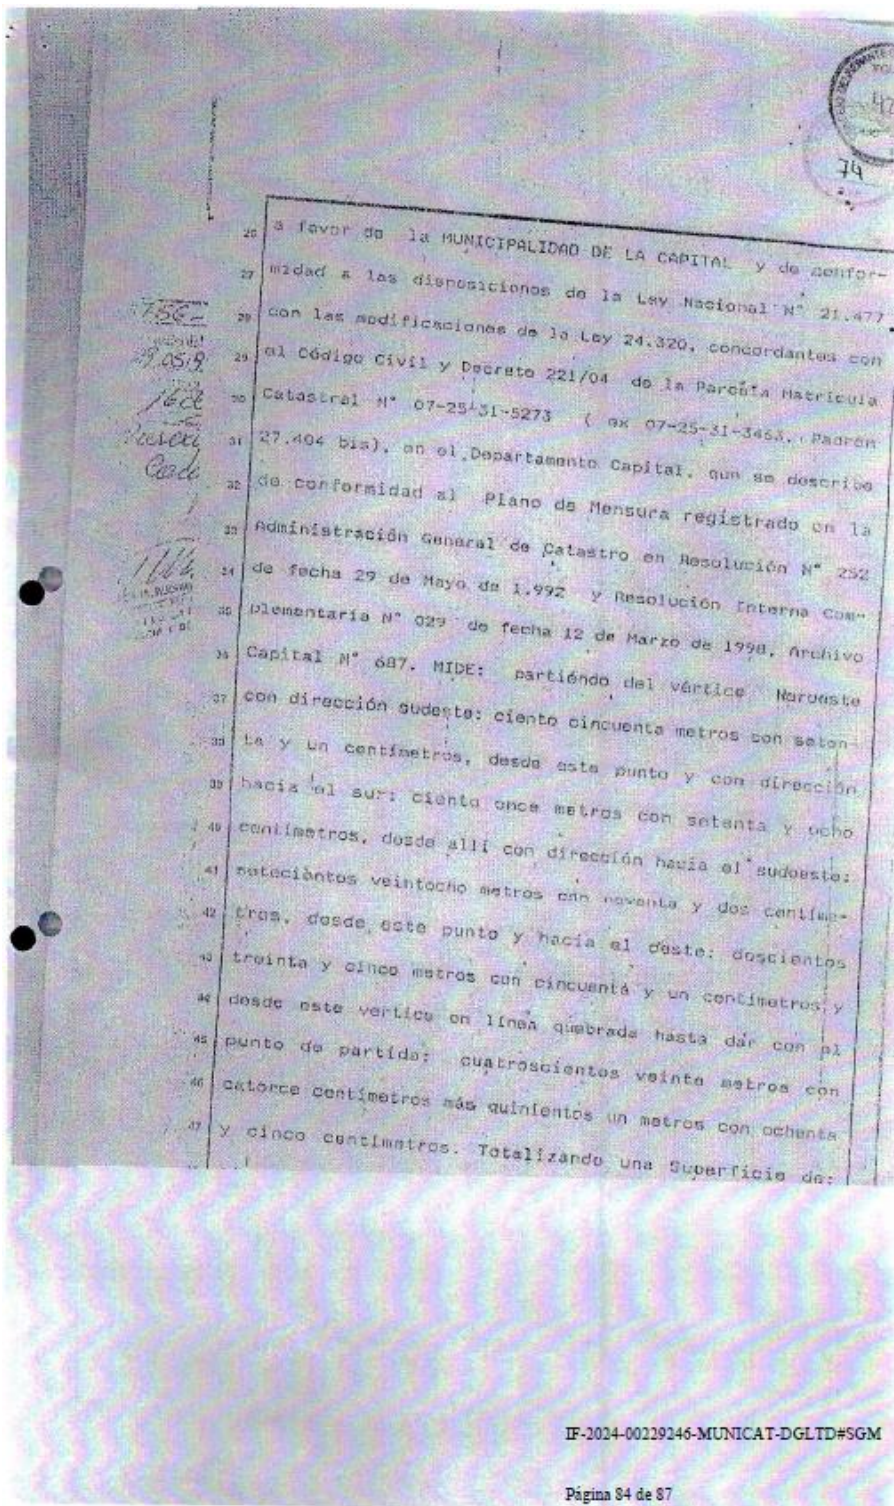 74
26 a favor de la MUNICIPALIDAD DE LA CAPITAL y de confor-
27 midad a las disposiciones de la Ley Nacional N° 21.477
28 con las modificaciones de la Ley 24.320, concordantes con
29 el Código Civil y Decreto 221/04 de la Parcela Matrícula
30 Catastral N° 07-25-31-5273 ( ex 07-25-31-3463, Padrón
31 27.404 bis), en el Departamento Capital, que se describe
32 de conformidad al Plano de Mensura registrado en la
33 Administración General de Catastro en Resolución N° 252
34 de fecha 29 de Mayo de 1.992 y Resolución Interna Com-
35 plementaria N° 029 de fecha 12 de Marzo de 1998, Archivo
36 Capital N° 687. MIDE: partiéndo del vértice Noroeste
37 con dirección sudeste: ciento cincuenta metros con seten-
38 ta y un centímetros, desde este punto y con dirección
39 hacia el sur: ciento once metros con setenta y ocho
40 centímetros, desde allí con dirección hacia el sudoeste:
41 setecientos veintocho metros con noventa y dos centíme-
42 tros, desde este punto y hacia el oeste: doscientos
43 treinta y cinco metros con cincuenta y un centímetros y
44 desde este vertice en línea quebrada hasta dar con el
45 punto de partida: cuatroscientos veinte metros con
46 catorce centímetros más quinientos un metros con ochenta
47 y cinco centímetros. Totalizando una Superficie de:
IF-2024-00229246-MUNICAT-DGLTD#SGM
Página 84 de 87